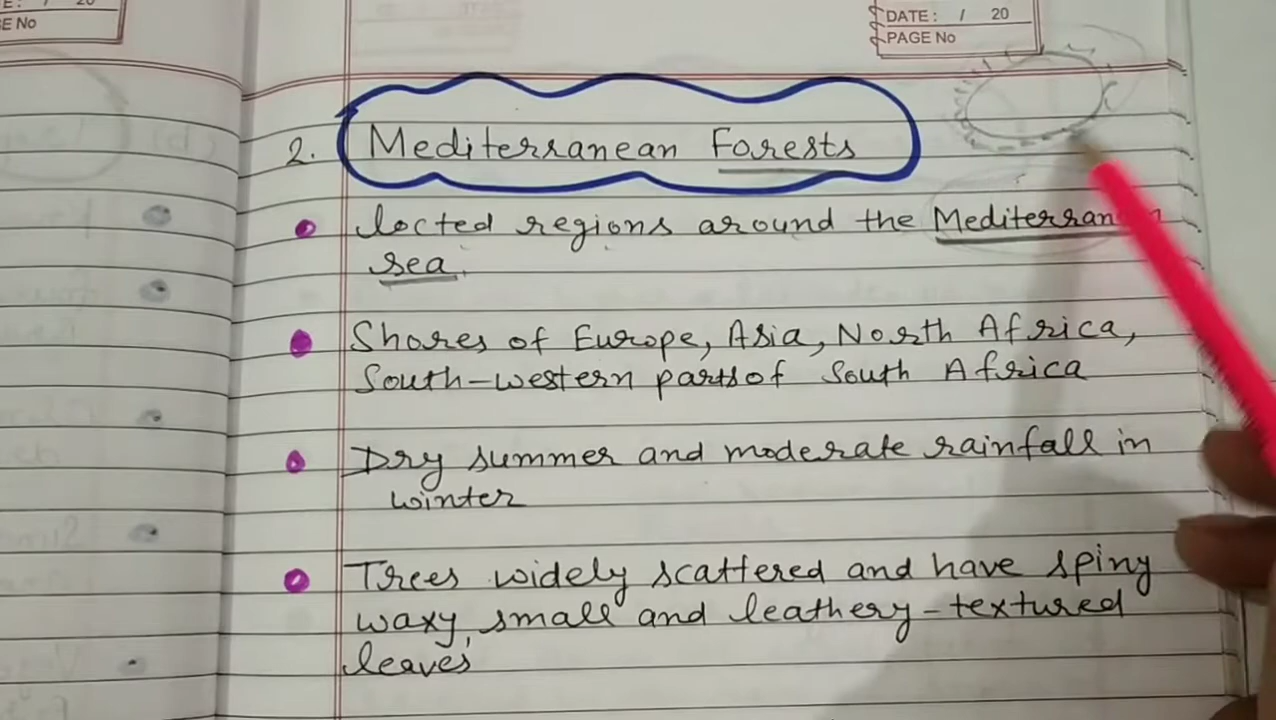 E No
DATE: / 20
PAGE No
2. Mediterranean Forests
locted regions around the Mediterranean
sea.
Shores of Europe, Asia, North Africa,
South-western parts of South Africa
Dry summer and moderate rainfall in
winter
Trees widely scattered and have spiny
waxy, small and leathery-textured
leaves